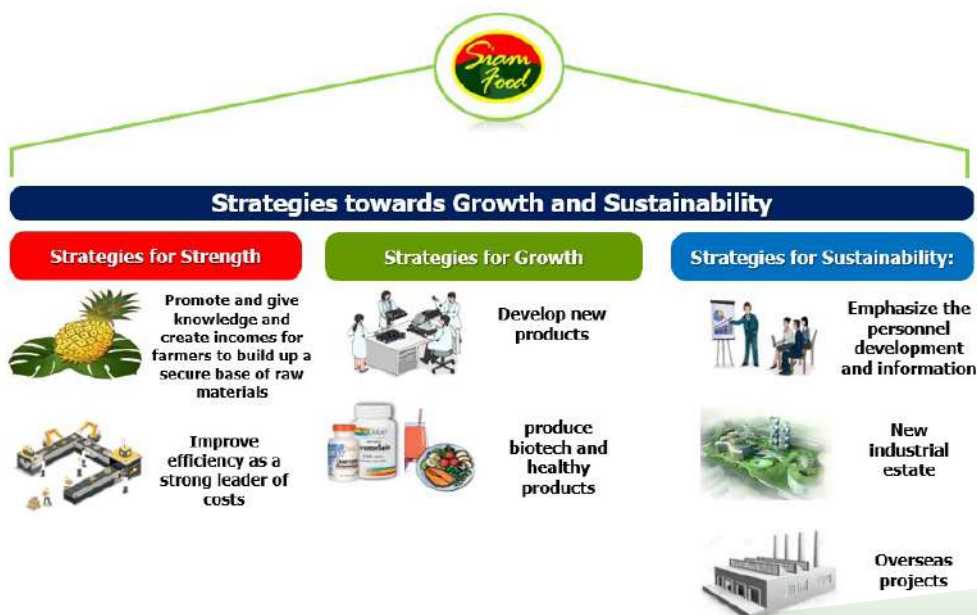 Siam
Food
Strategies towards Growth and Sustainability
Strategies for Strength
Promote and give
knowledge and
create incomes for
farmers to build up a
secure base of raw
materials
Improve
efficiency as a
strong leader of
costs
Strategies for Growth
Develop new
products
produce
biotech and
healthy
products
Strategies for Sustainability:
Emphasize the
personnel
development
and information
New
industrial
estate
Overseas
projects